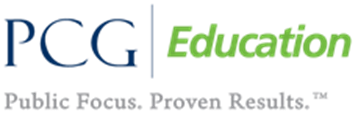 PCG Education
Public Focus. Proven Results.™